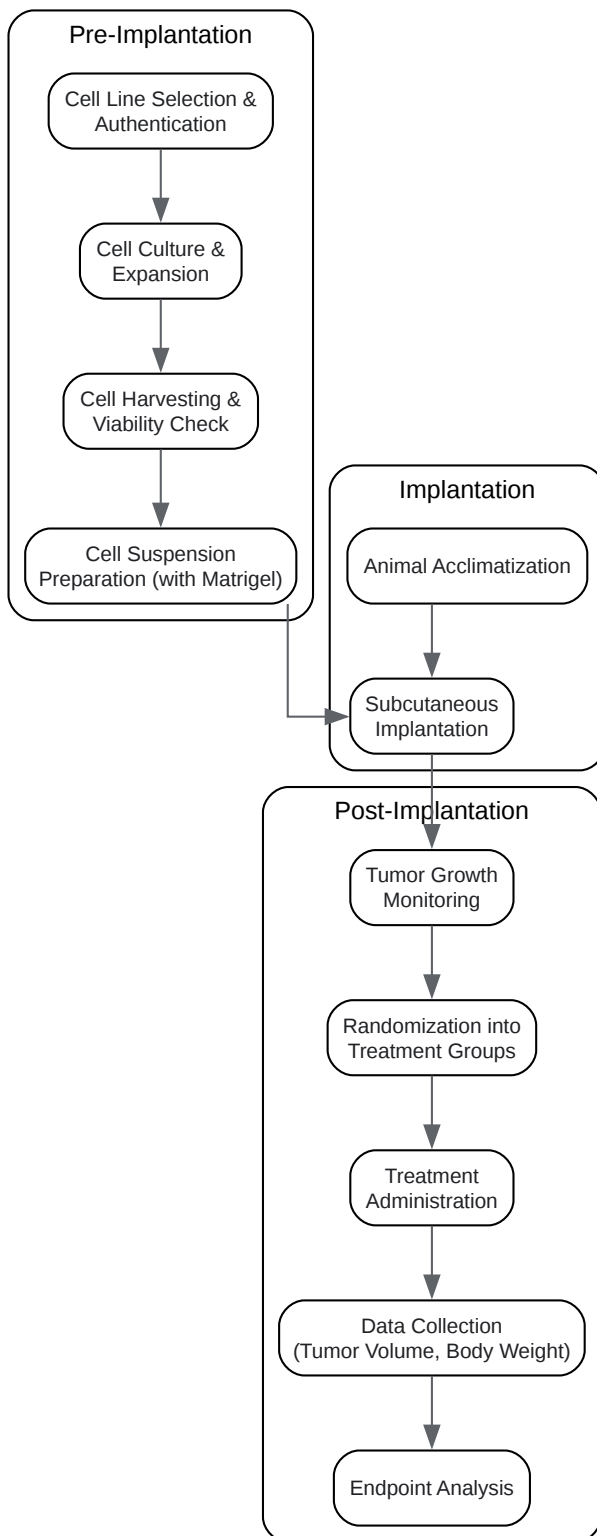 Pre-Implantation
Cell Line Selection &
Authentication
Cell Culture &
Expansion
Cell Harvesting &
Viability Check
Cell Suspension
Preparation (with Matrigel)
Implantation
Animal Acclimatization
Subcutaneous
Implantation
Post-Implantation
Tumor Growth
Monitoring
Randomization into
Treatment Groups
Treatment
Administration
Data Collection
(Tumor Volume, Body Weight)
Endpoint Analysis